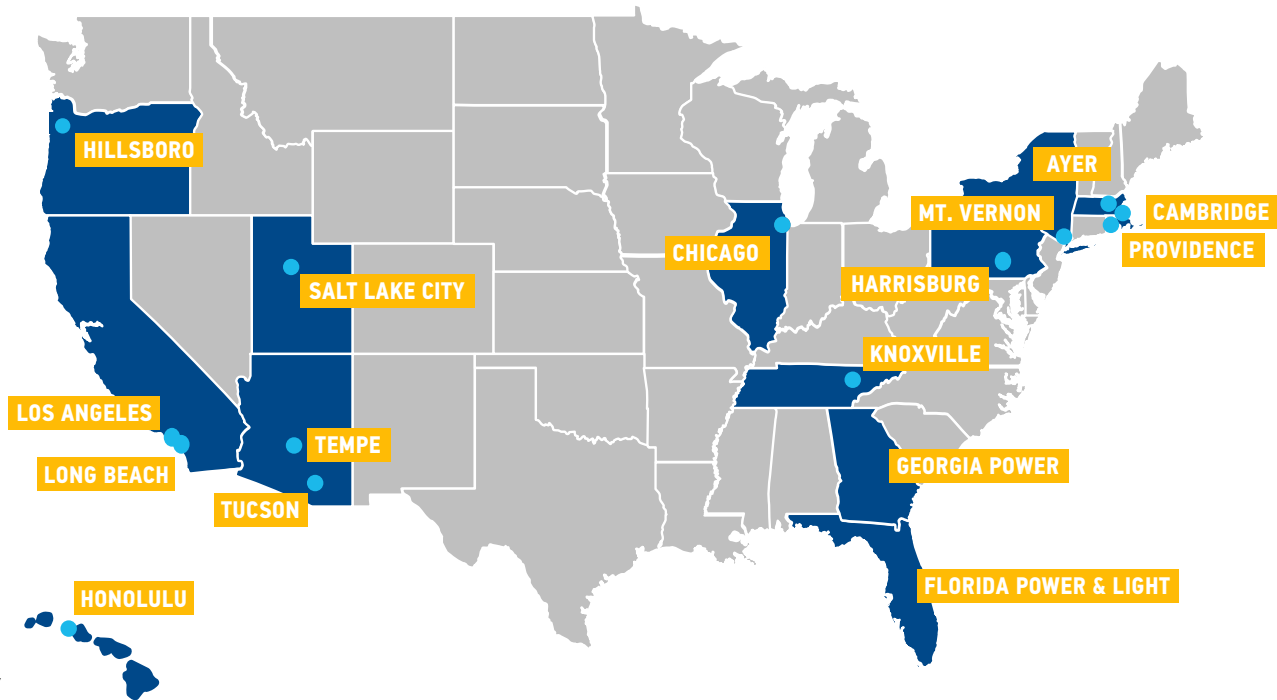 HILLSBORO
AYER
MT. VERNON
CAMBRIDGE
PROVIDENCE
CHICAGO
HARRISBURG
SALT LAKE CITY
KNOXVILLE
LOS ANGELES
TEMPE
LONG BEACH
GEORGIA POWER
TUCSON
FLORIDA POWER & LIGHT
HONOLULU